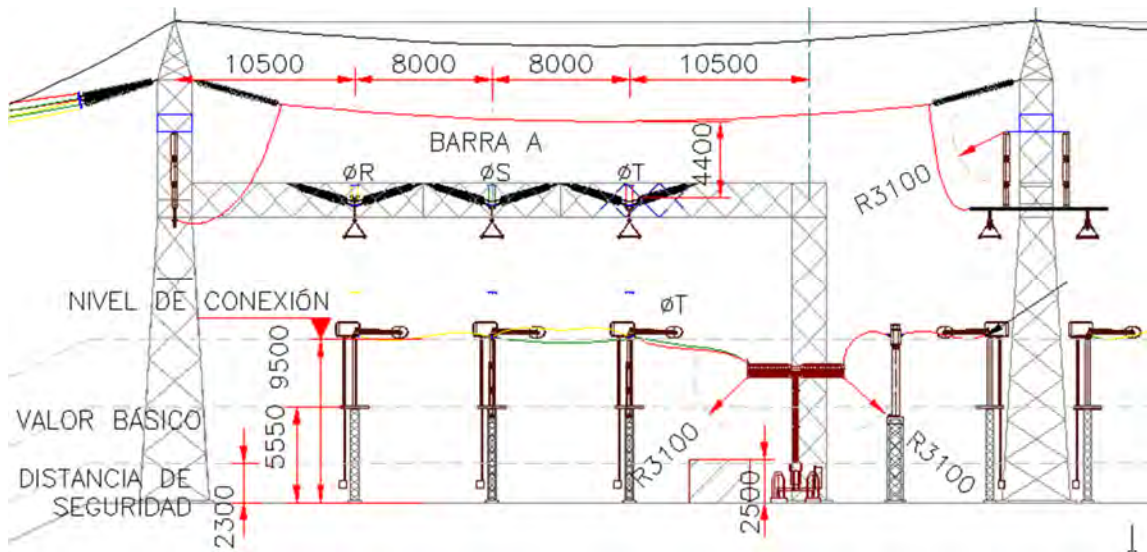 10500
8000
8000
10500
BARRA A
4400
øR
øS
øT
R3100
NIVEL DE CONEXIÓN
øT
9500
VALOR BÁSICO
5550
R3100
R3100
DISTANCIA DE
SEGURIDAD
2300
2500